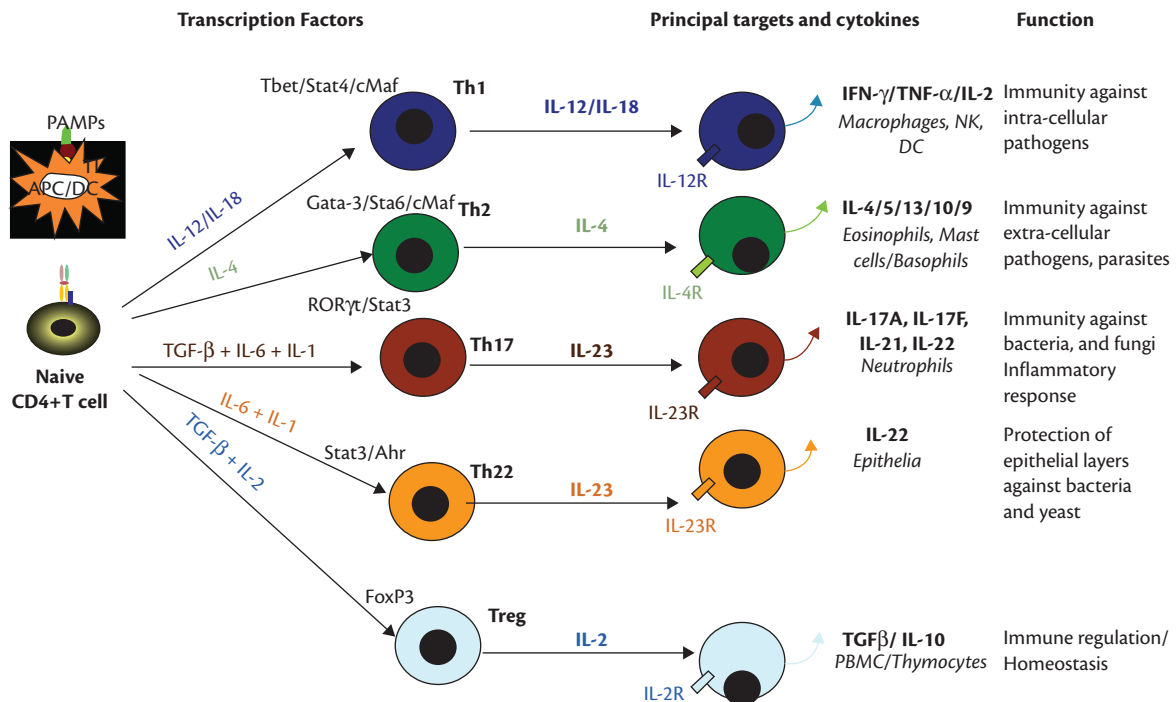 Transcription Factors
Principal targets and cytokines
Function
PAMPs
APC/DC
Naive
CD4+T cell
IL-12/IL-18
Tbet/Stat4/cMaf
Th1
IL-12/IL-18
IL-12R
IFN-γ/TNF-α/IL-2
Macrophages, NK,
DC
Immunity against
intra-cellular
pathogens
IL-4
Gata-3/Sta6/cMaf
Th2
IL-4
IL-4R
IL-4/5/13/10/9
Eosinophils, Mast
cells/Basophils
Immunity against
extra-cellular
pathogens, parasites
TGF-β + IL-6 + IL-1
RORγt/Stat3
Th17
IL-23
IL-23R
IL-17A, IL-17F,
IL-21, IL-22
Neutrophils
Immunity against
bacteria, and fungi
Inflammatory
response
IL-6 + IL-1
Stat3/Ahr
Th22
IL-23
IL-23R
IL-22
Epithelia
Protection of
epithelial layers
against bacteria
and yeast
TGF-β + IL-2
FoxP3
Treg
IL-2
IL-2R
TGFβ/ IL-10
PBMC/Thymocytes
Immune regulation/
Homeostasis